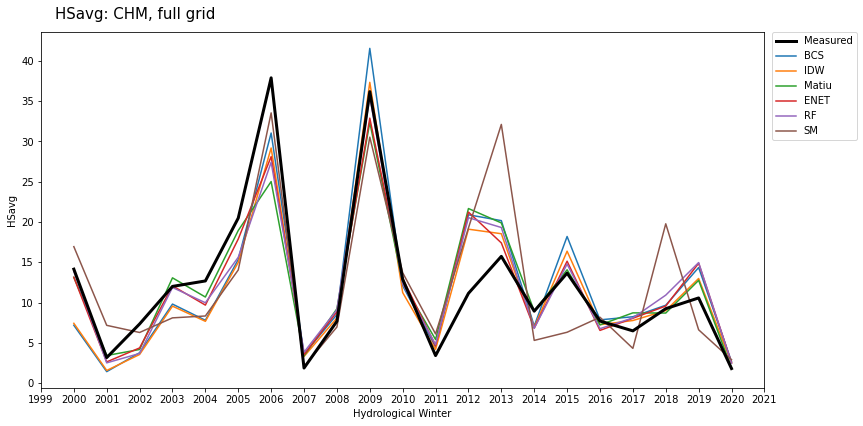 HSavg: CHM, full grid
Measured
BCS
IDW
Matiu
ENET
RF
SM
HSavg
40
35
30
25
20
15
10
5
0
1999 2000 2001 2002 2003 2004 2005 2006 2007 2008 2009 2010 2011 2012 2013 2014 2015 2016 2017 2018 2019 2020 2021
Hydrological Winter